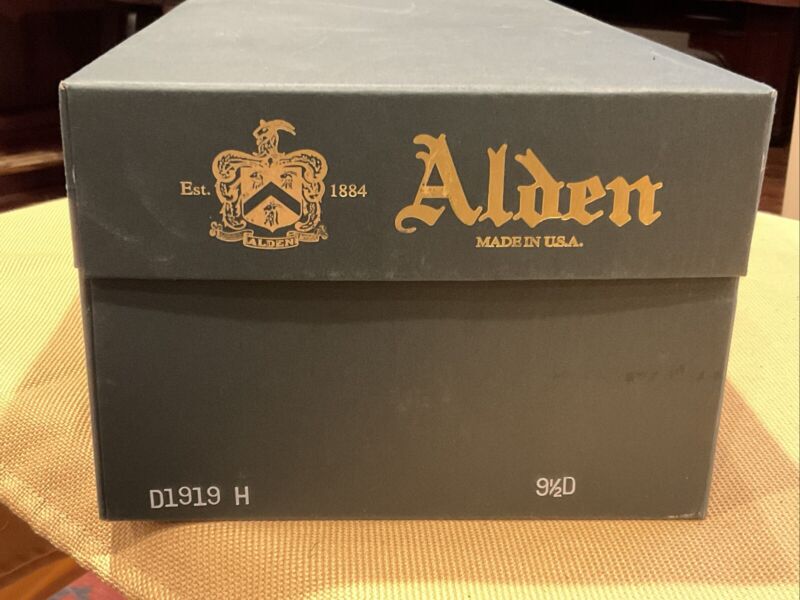 Est. 1884
ALDEN
Alden
MADE IN U.S.A.
D1919 H 9½D